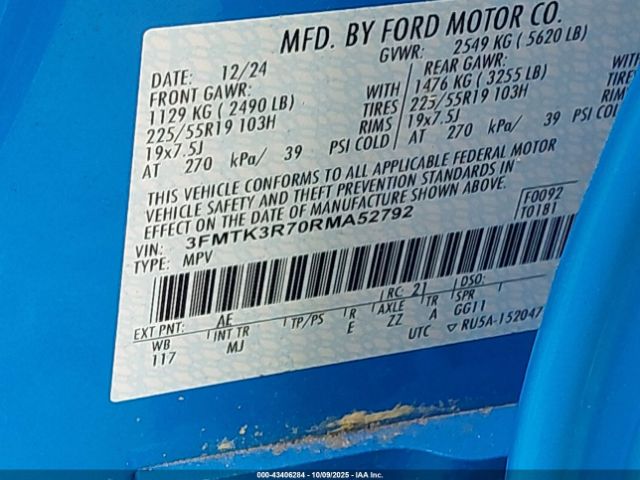 MFD. BY FORD MOTOR CO.
DATE: 12/24 GVWR: 2549 KG ( 5620 LB)
FRONT GAWR: REAR GAWR:
1129 KG ( 2490 LB) WITH 1476 KG ( 3255 LB) WITH
225/55R19 103H TIRES 225/55R19 103H TIRES
19x7.5J RIMS 19x7.5J RIMS
AT 270 kPa/ 39 PSI COLD AT 270 kPa/ 39 PSI COLD
THIS VEHICLE CONFORMS TO ALL APPLICABLE FEDERAL MOTOR
VEHICLE SAFETY AND THEFT PREVENTION STANDARDS IN
EFFECT ON THE DATE OF MANUFACTURE SHOWN ABOVE.
VIN: 3FMTK3R70RMA52792 F0092
TYPE: MPV T0181
RC: 21 DSO:
EXT PNT: AE
WB INT TR TP/PS R AXLE TR SPR
117 MJ E ZZ A GG11
UTC ▽ RU5A-152047
000-43406284 - 10/09/2025 - IAA Inc.